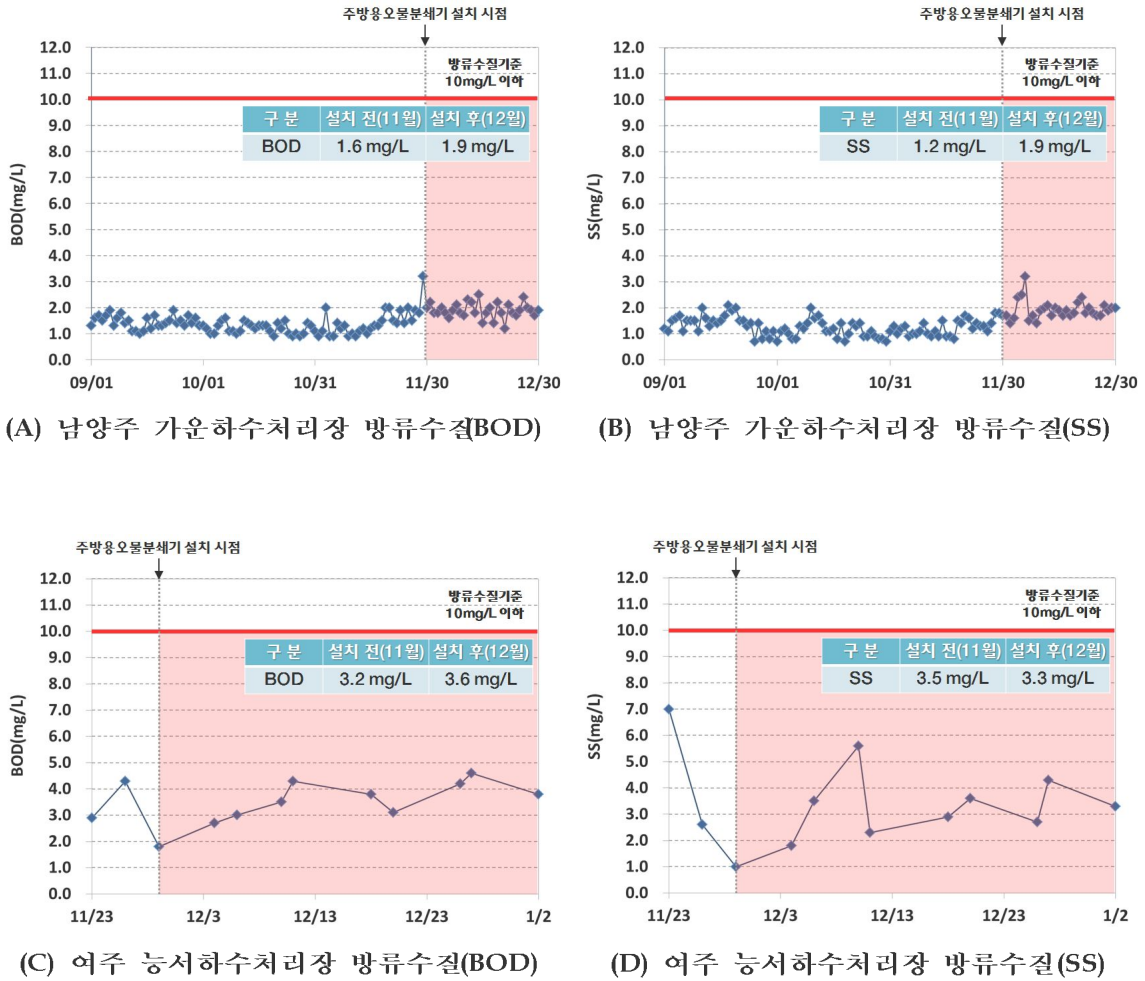 주방용오물분쇄기 설치 시점
12.0
11.0
10.0
9.0
8.0
7.0
6.0
5.0
4.0
3.0
2.0
1.0
0.0
BOD(mg/L)
방류수질기준
10mg/L 이하
구 분 설치 전(11월) 설치 후(12월)
BOD 1.6 mg/L 1.9 mg/L
09/01 10/01 10/31 11/30 12/30
(A) 남양주 가운하수처리장 방류수질(BOD)
주방용오물분쇄기 설치 시점
12.0
11.0
10.0
9.0
8.0
7.0
6.0
5.0
4.0
3.0
2.0
1.0
0.0
SS(mg/L)
방류수질기준
10mg/L 이하
구 분 설치 전(11월) 설치 후(12월)
SS 1.2 mg/L 1.9 mg/L
09/01 10/01 10/31 11/30 12/30
(B) 남양주 가운하수처리장 방류수질(SS)
주방용오물분쇄기 설치 시점
12.0
11.0
10.0
9.0
8.0
7.0
6.0
5.0
4.0
3.0
2.0
1.0
0.0
BOD(mg/L)
방류수질기준
10mg/L 이하
구 분 설치 전(11월) 설치 후(12월)
BOD 3.2 mg/L 3.6 mg/L
11/23 12/3 12/13 12/23 1/2
(C) 여주 능서하수처리장 방류수질(BOD)
주방용오물분쇄기 설치 시점
12.0
11.0
10.0
9.0
8.0
7.0
6.0
5.0
4.0
3.0
2.0
1.0
0.0
SS(mg/L)
방류수질기준
10mg/L 이하
구 분 설치 전(11월) 설치 후(12월)
SS 3.5 mg/L 3.3 mg/L
11/23 12/3 12/13 12/23 1/2
(D) 여주 능서하수처리장 방류수질(SS)